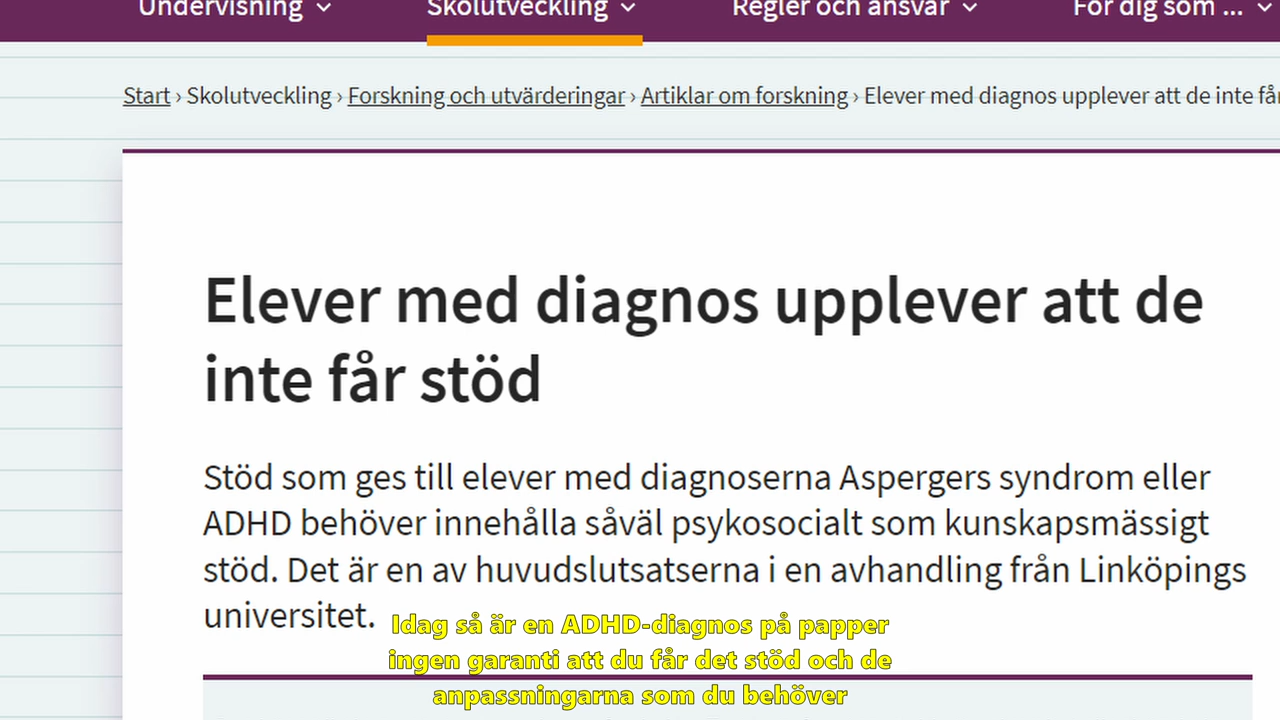 Undervisning Skolutveckling Regler och ansvar För dig som ...
Start › Skolutveckling › Forskning och utvärderingar › Artiklar om forskning › Elever med diagnos upplever att de inte får
Elever med diagnos upplever att de
inte får stöd
Stöd som ges till elever med diagnoserna Aspergers syndrom eller
ADHD behöver innehålla såväl psykosocialt som kunskapsmässigt
stöd. Det är en av huvudslutsatserna i en avhandling från Linköpings
universitet.
Idag så är en ADHD-diagnos på papper
ingen garanti att du får det stöd och de
anpassningarna som du behöver